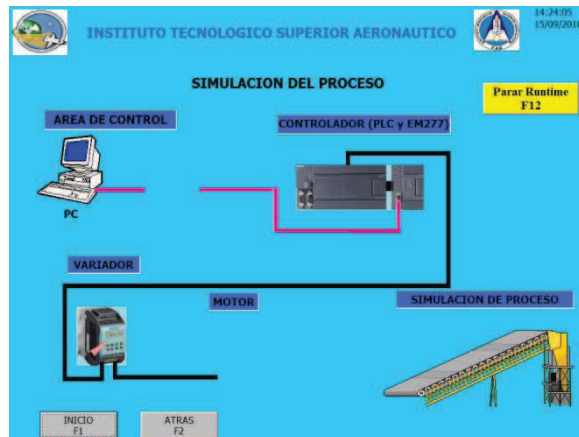 INSTITUTO TECNOLOGICO SUPERIOR AERONAUTICO
14:24:05
15/09/2010
SIMULACION DEL PROCESO
Parar Runtime
F12
AREA DE CONTROL
CONTROLADOR (PLC y EM277)
PC
VARIADOR
MOTOR
SIMULACION DE PROCESO
INICIO
F1
ATRAS
F2